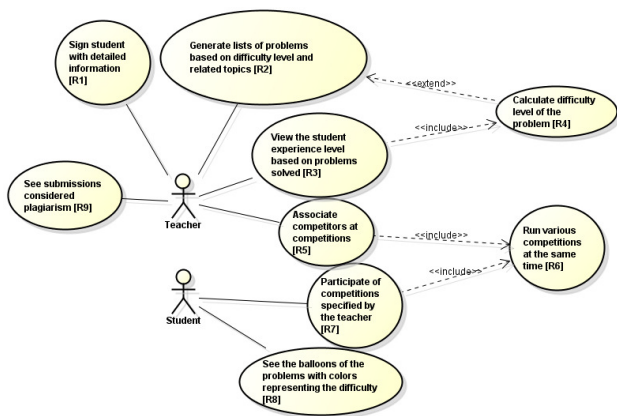 Sign student
with detailed
information
[R1]
Generate lists of problems
based on difficulty level and
related topics [R2]
<<extend>>
Calculate difficulty
level of the
problem [R4]
View the student
experience level
based on problems
solved [R3]
<<include>>
See submissions
considered
plagiarism [R9]
Teacher
Associate
competitors at
competitions
[R5]
<<include>>
Run various
competitions
at the same
time [R6]
<<include>>
Participate of
competitions
specified by
the teacher
[R7]
Student
See the balloons of the
problems with colors
representing the difficulty
[R8]